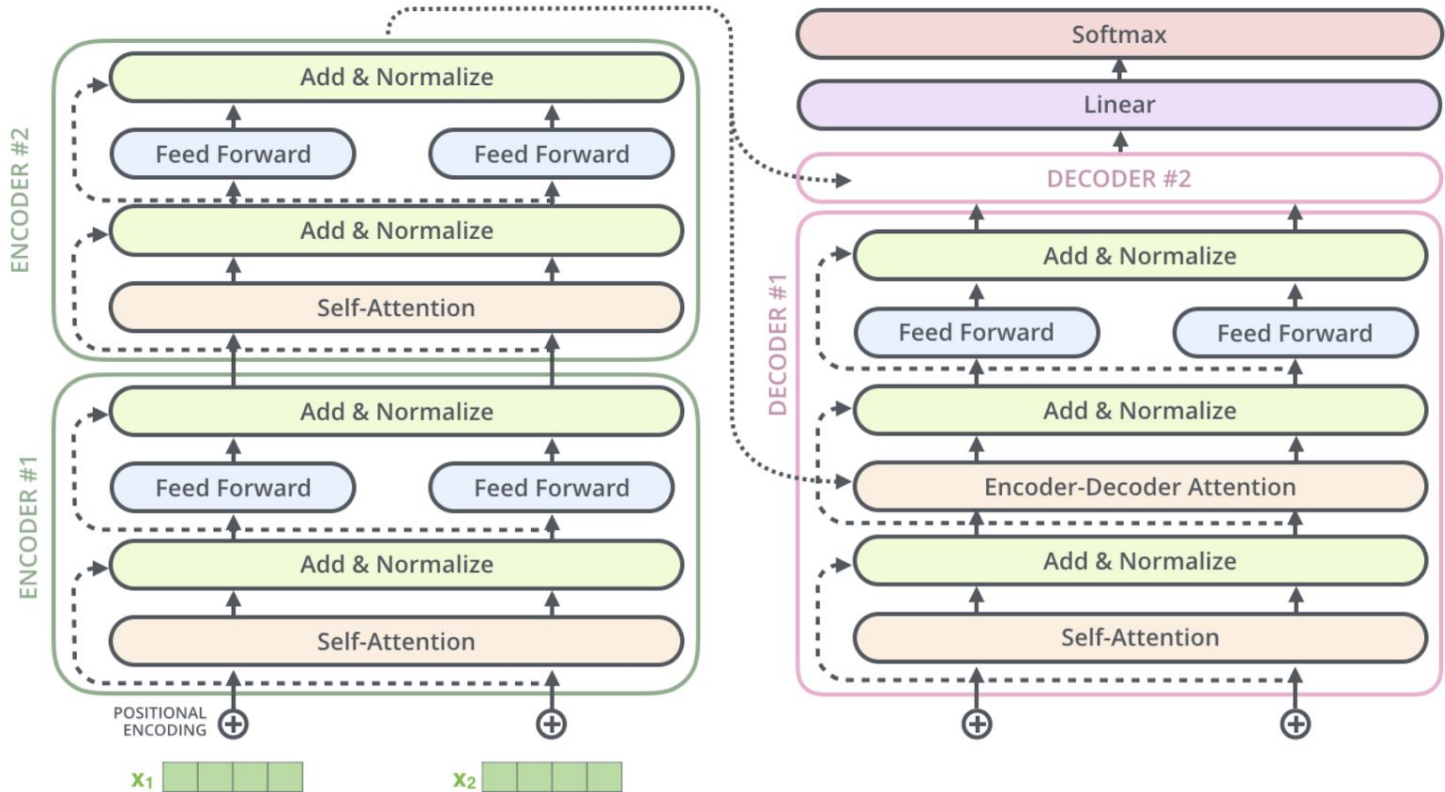 ENCODER #2
Add & Normalize
Feed Forward
Feed Forward
Add & Normalize
Self-Attention
ENCODER #1
Add & Normalize
Feed Forward
Feed Forward
Add & Normalize
Self-Attention
POSITIONAL
ENCODING
x₁
x₂
Softmax
Linear
DECODER #2
DECODER #1
Add & Normalize
Feed Forward
Feed Forward
Add & Normalize
Encoder-Decoder Attention
Add & Normalize
Self-Attention